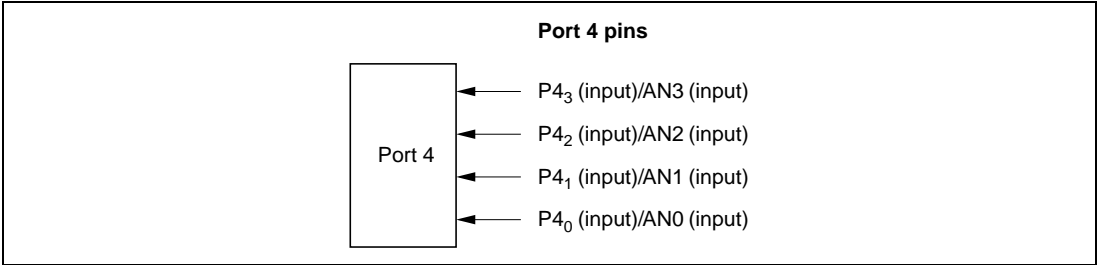 Port 4 pins
P4₃ (input)/AN3 (input)
P4₂ (input)/AN2 (input)
Port 4
P4₁ (input)/AN1 (input)
P4₀ (input)/AN0 (input)